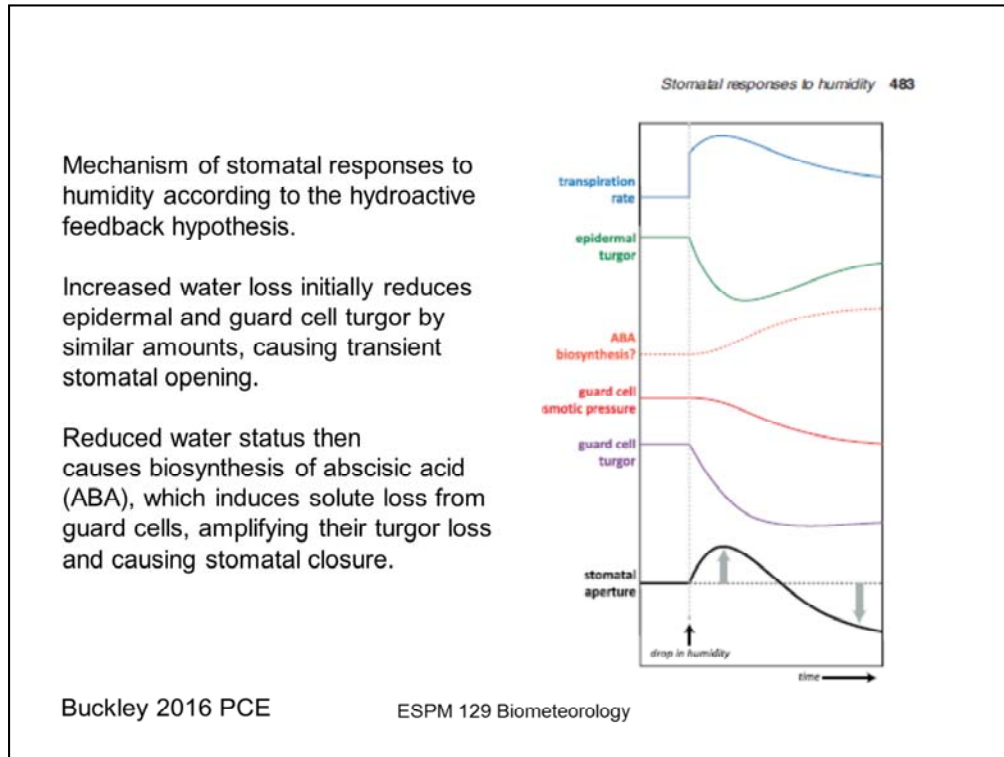 Stomatal responses to humidity 483
Mechanism of stomatal responses to
humidity according to the hydroactive
feedback hypothesis.
Increased water loss initially reduces
epidermal and guard cell turgor by
similar amounts, causing transient
stomatal opening.
Reduced water status then
causes biosynthesis of abscisic acid
(ABA), which induces solute loss from
guard cells, amplifying their turgor loss
and causing stomatal closure.
transpiration
rate
epidermal
turgor
ABA
biosynthesis?
guard cell
smotic pressure
guard cell
turgor
stomatal
aperture
drop in humidity
time
Buckley 2016 PCE
ESPM 129 Biometeorology